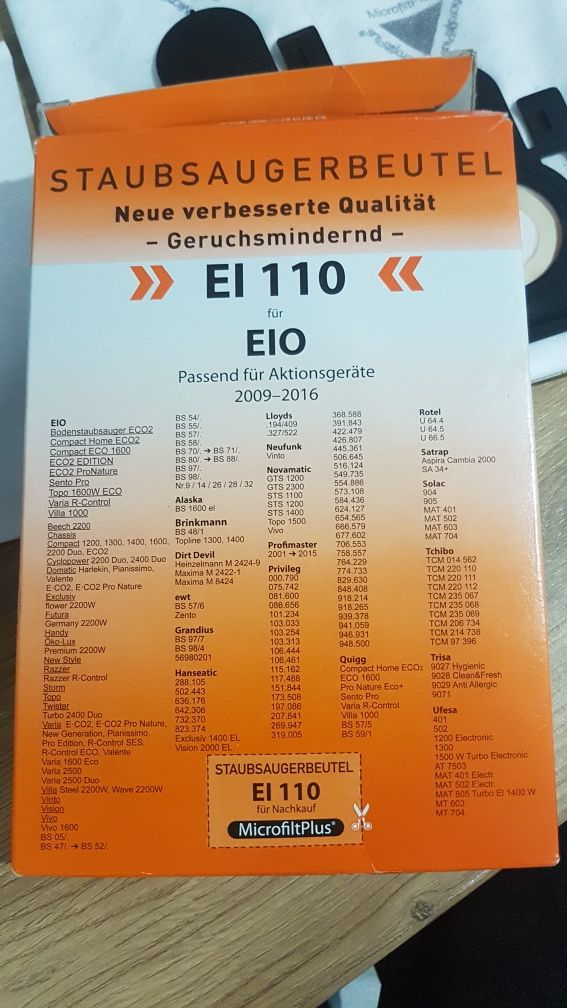 Microfilt
STAUBSAUGERBEUTEL
Neue verbesserte Qualität
– Geruchsmindernd –
EI 110
für
EIO
Passend für Aktionsgeräte
2009–2016
EIO
Bodenstaubsauger ECO2
Compact Home ECO2
Compact ECO 1600
ECO2 EDITION
ECO2 ProNature
Sento Pro
Topo 1600W ECO
Varia R-Control
Villa 1000
Beech 2200
Chassis
Compact 1200, 1300, 1400, 1600,
2200 Duo, ECO2
Cyclopower 2200 Duo, 2400 Duo
Domatic Harlekin, Pianissimo,
Valente
E·CO2, E·CO2 Pro Nature
Exclusiv
flower 2200W
Futura
Germany 2200W
Handy
Öko-Lux
Premium 2200W
New Style
Razzer
Razzer R-Control
Storm
Topo
Twister
Turbo 2400 Duo
Varia E·CO2, E·CO2 Pro Nature,
New Generation, Pianissimo,
Pro Edition, R-Control SES,
R-Control ECO, Valente
Varia 1600 Eco
Varia 2500
Varia 2500 Duo
Villa Steel 2200W, Wave 2200W
Vinto
Vision
Vivo
Vivo 1600
BS 05/.
BS 47/. ➔ BS 52/.
BS 54/.
BS 55/.
BS 57/.
BS 58/.
BS 70/. ➔ BS 71/.
BS 80/. ➔ BS 88/.
BS 97/.
BS 98/.
Nr.9 / 14 / 26 / 28 / 32
Alaska
BS 1600 el
Brinkmann
BS 48/1
Topline 1300, 1400
Dirt Devil
Heinzelmann M 2424-9
Maxima M 2422-1
Maxima M 8424
ewt
BS 57/6
Zento
Grandius
BS 97/7
BS 98/4
56980201
Hanseatic
288.105
502.443
636.176
642.306
732.370
823.374
Exclusiv 1400 EL
Vision 2000 EL
Lloyds
.194/409
.327/522
Neufunk
Vinto
Novamatic
GTS 1200
GTS 2300
STS 1100
STS 1200
STS 1400
Topo 1500
Vivo
Profimaster
2001 ➔ 2015
Privileg
000.790
075.742
081.600
086.656
101.234
103.033
103.254
103.313
106.444
106.461
115.162
117.488
151.844
173.508
197.086
207.841
269.947
319.005
368.588
391.843
422.479
426.807
445.361
506.645
516.124
549.735
554.886
573.108
584.436
624.127
654.565
666.579
677.602
706.553
758.557
764.229
774.733
829.630
848.408
918.214
918.265
939.378
941.059
946.931
948.500
Quigg
Compact Home ECO2
ECO 1600
Pro Nature Eco+
Sento Pro
Varia R-Control
Villa 1000
BS 57/5
BS 59/1
Rotel
U 64.4
U 64.5
U 66.5
Satrap
Aspira Cambia 2000
SA 34+
Solac
904
905
MAT 401
MAT 502
MAT 603
MAT 704
Tchibo
TCM 014 562
TCM 220 110
TCM 220 111
TCM 220 112
TCM 235 067
TCM 235 068
TCM 235 069
TCM 206 734
TCM 214 738
TCM 97 396
Trisa
9027 Hygienic
9028 Clean&Fresh
9029 Anti Allergic
9071
Ufesa
401
502
1200 Electronic
1300
1500 W Turbo Electronic
AT 7503
MAT 401 Electr
MAT 502 Electr
MAT 805 Turbo El 1400 W
MT 603
MT 704
STAUBSAUGERBEUTEL
EI 110
für Nachkauf
MicrofiltPlus®